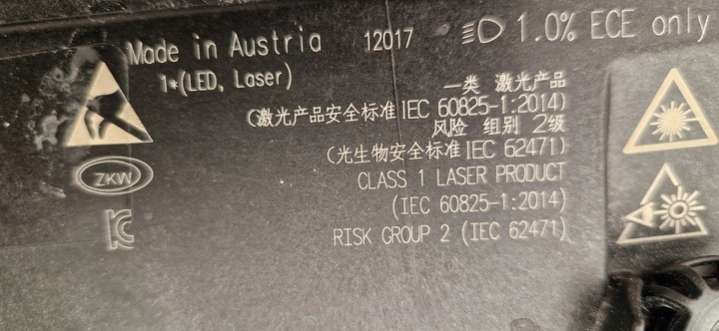 Made in Austria 12017 1.0% ECE only
1*(LED, Laser)
一类 激光产品
(激光产品安全标准IEC 60825-1:2014)
风险 组别 2级
(光生物安全标准IEC 62471)
ZKW
CLASS 1 LASER PRODUCT
(IEC 60825-1:2014)
RISK GROUP 2 (IEC 62471)